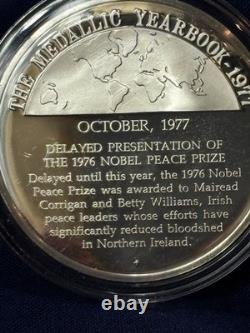 THE MEDALLIC YEARBOOK-1977
OCTOBER, 1977
DELAYED PRESENTATION OF
THE 1976 NOBEL PEACE PRIZE
Delayed until this year, the 1976 Nobel
Peace Prize was awarded to Mairead
Corrigan and Betty Williams, Irish
peace leaders whose efforts have
significantly reduced bloodshed
in Northern Ireland.
© ebay.com